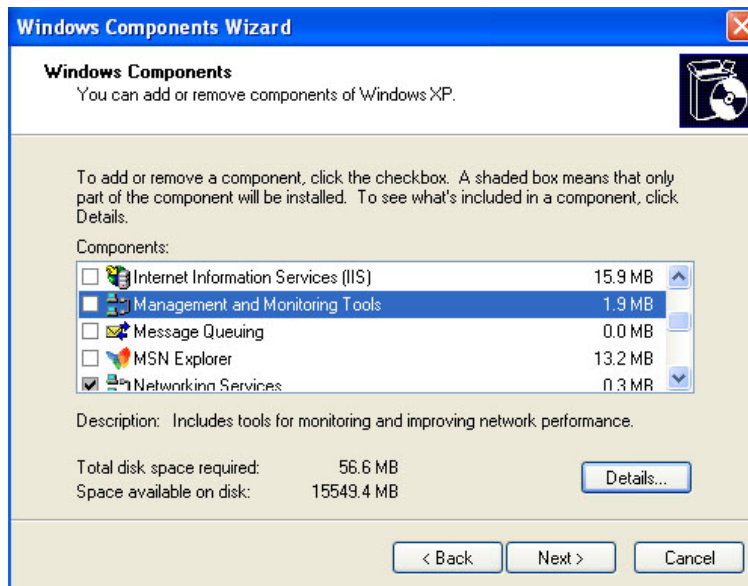 Windows Components Wizard
Windows Components
You can add or remove components of Windows XP.
To add or remove a component, click the checkbox. A shaded box means that only
part of the component will be installed. To see what's included in a component, click
Details.
Components:
Internet Information Services (IIS) 15.9 MB
Management and Monitoring Tools 1.9 MB
Message Queuing 0.0 MB
MSN Explorer 13.2 MB
Networking Services 0.3 MB
Description: Includes tools for monitoring and improving network performance.
Total disk space required: 56.6 MB
Space available on disk: 15549.4 MB
Details...
< Back Next > Cancel